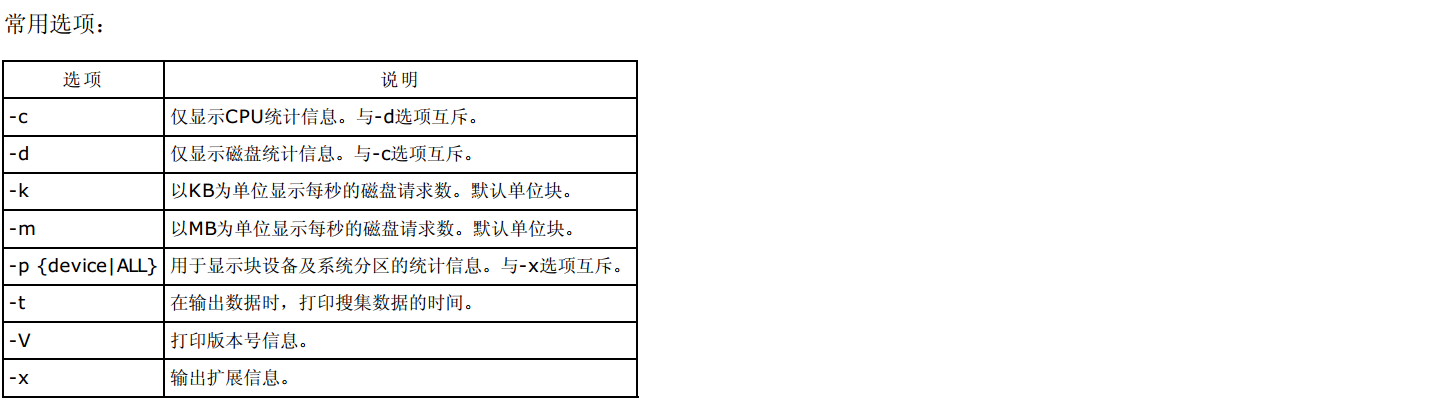 常用选项：
选项 说明
-c 仅显示CPU统计信息。与-d选项互斥。
-d 仅显示磁盘统计信息。与-c选项互斥。
-k 以KB为单位显示每秒的磁盘请求数。默认单位块。
-m 以MB为单位显示每秒的磁盘请求数。默认单位块。
-p {device|ALL} 用于显示块设备及系统分区的统计信息。与-x选项互斥。
-t 在输出数据时，打印搜集数据的时间。
-V 打印版本号信息。
-x 输出扩展信息。